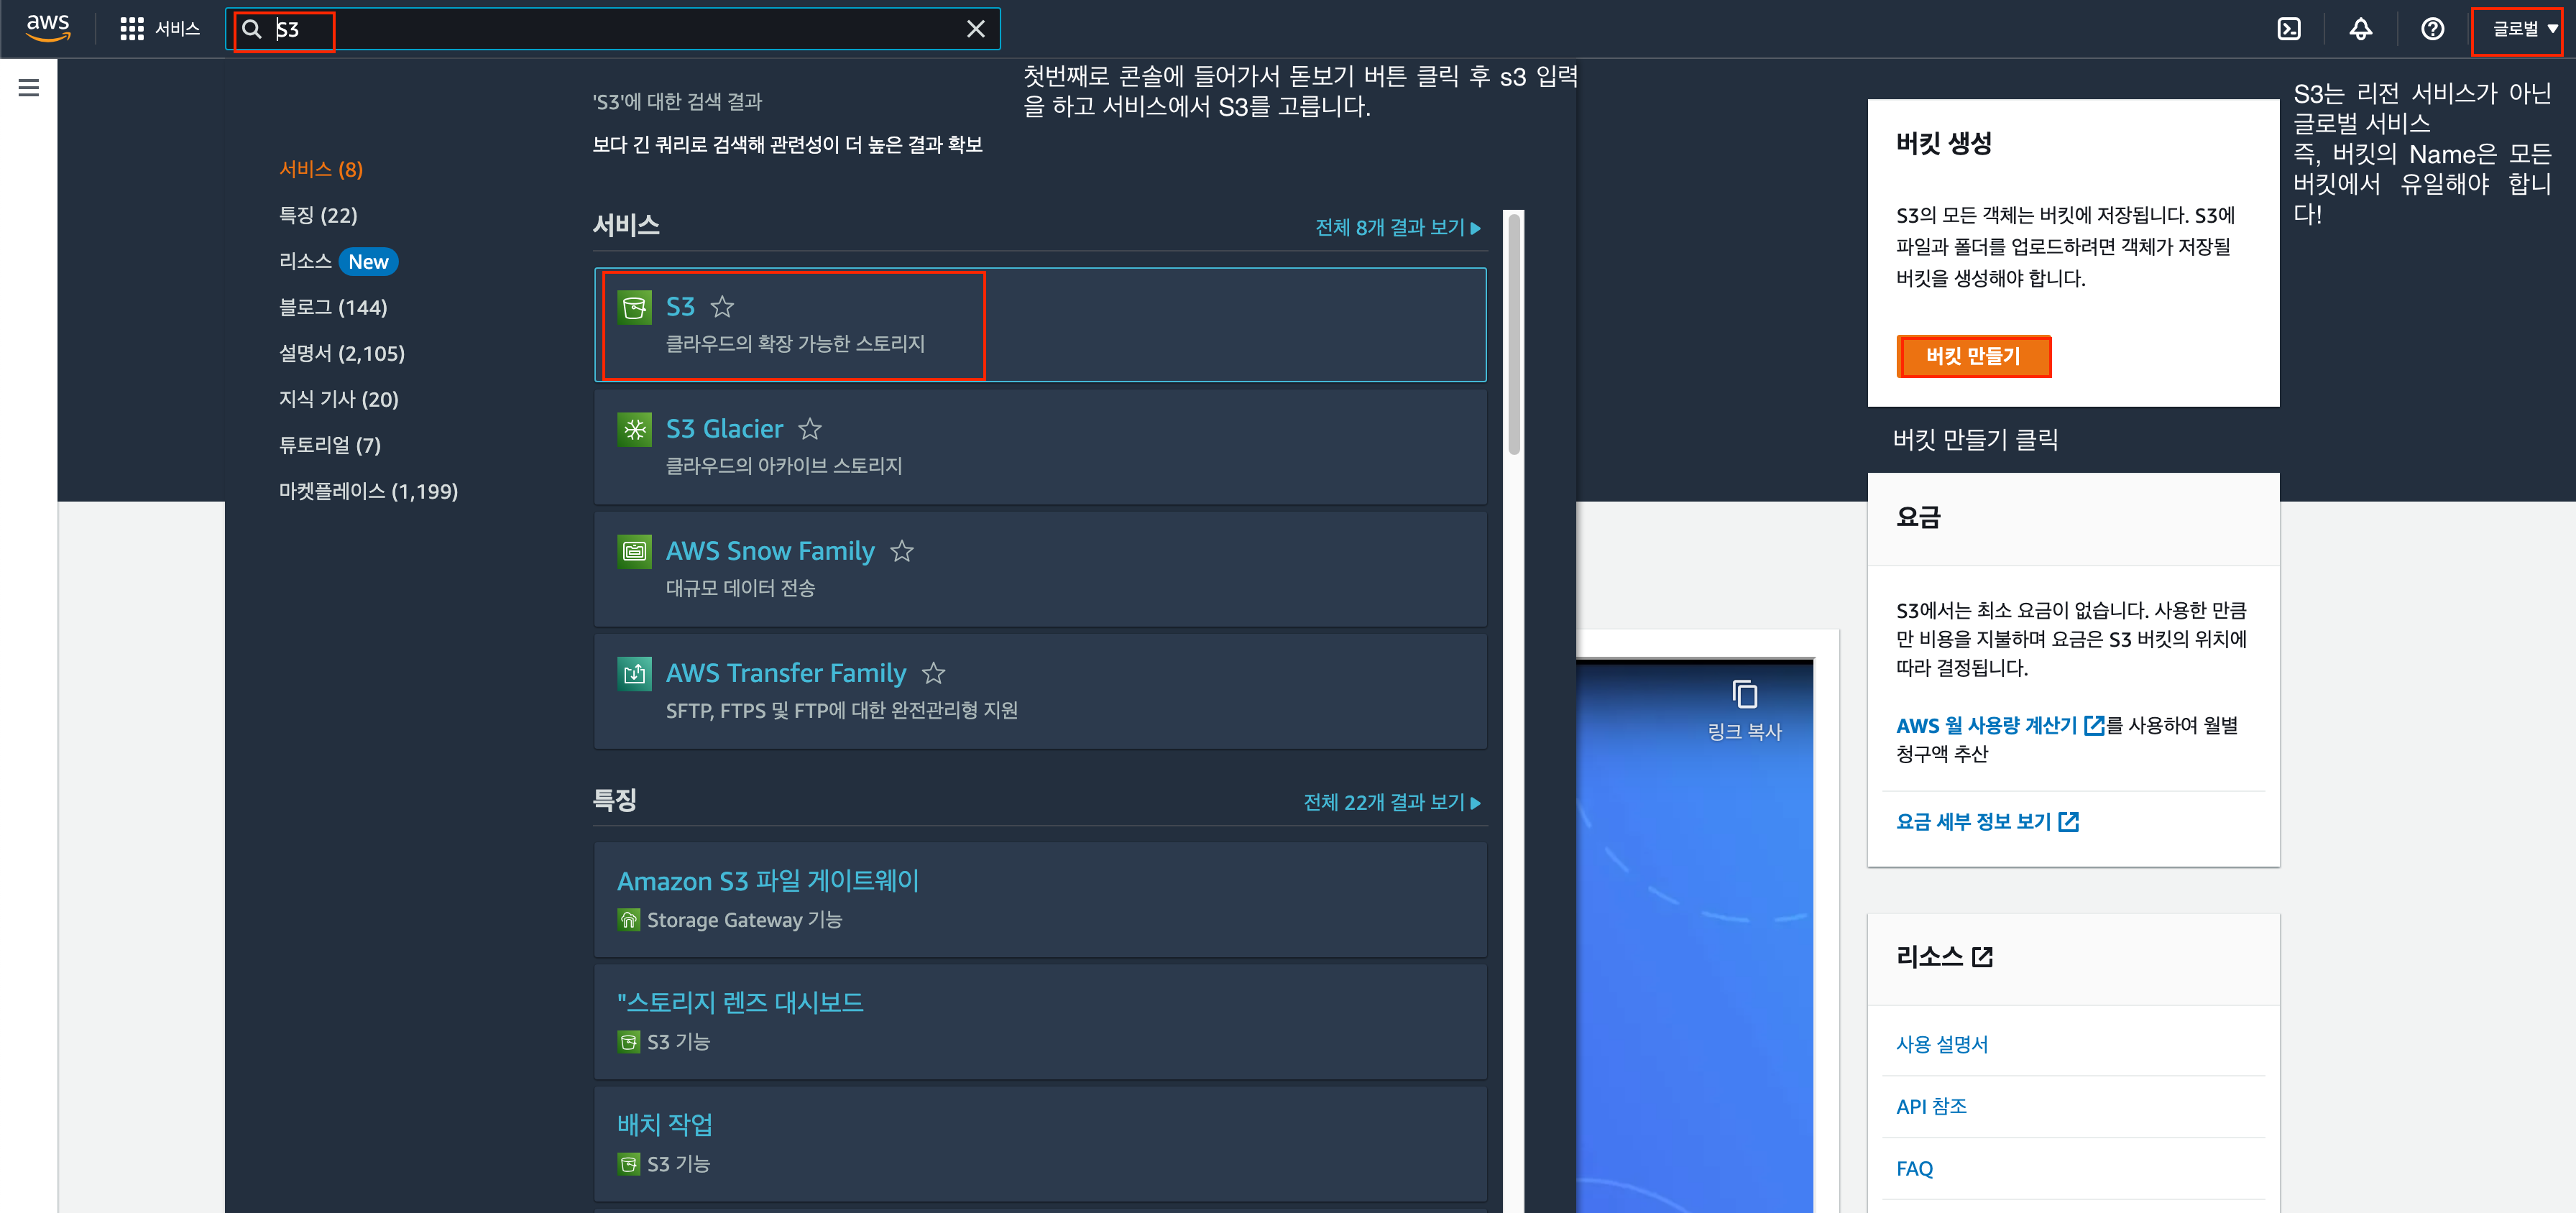 aws
서비스
S3
글로벌
첫번째로 콘솔에 들어가서 돋보기 버튼 클릭 후 s3 입력
을 하고 서비스에서 S3를 고릅니다.
'S3'에 대한 검색 결과
보다 긴 쿼리로 검색해 관련성이 더 높은 결과 확보
서비스 (8)
특징 (22)
리소스 New
블로그 (144)
설명서 (2,105)
지식 기사 (20)
튜토리얼 (7)
마켓플레이스 (1,199)
서비스
전체 8개 결과 보기
S3
클라우드의 확장 가능한 스토리지
S3 Glacier
클라우드의 아카이브 스토리지
AWS Snow Family
대규모 데이터 전송
AWS Transfer Family
SFTP, FTPS 및 FTP에 대한 완전관리형 지원
특징
전체 22개 결과 보기
Amazon S3 파일 게이트웨이
Storage Gateway 기능
"스토리지 렌즈 대시보드
S3 기능
배치 작업
S3 기능
링크 복사
버킷 생성
S3의 모든 객체는 버킷에 저장됩니다. S3에
파일과 폴더를 업로드하려면 객체가 저장될
버킷을 생성해야 합니다.
버킷 만들기
버킷 만들기 클릭
S3는 리전 서비스가 아닌
글로벌 서비스
즉, 버킷의 Name은 모든
버킷에서 유일해야 합니
다!
요금
S3에서는 최소 요금이 없습니다. 사용한 만큼
만 비용을 지불하며 요금은 S3 버킷의 위치에
따라 결정됩니다.
AWS 월 사용량 계산기를 사용하여 월별
청구액 추산
요금 세부 정보 보기
리소스
사용 설명서
API 참조
FAQ